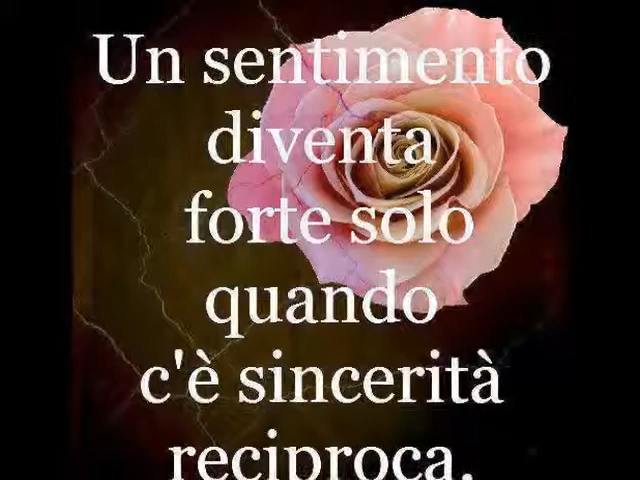 Un sentimento
diventa
forte solo
quando
c'è sincerità
reciproca.